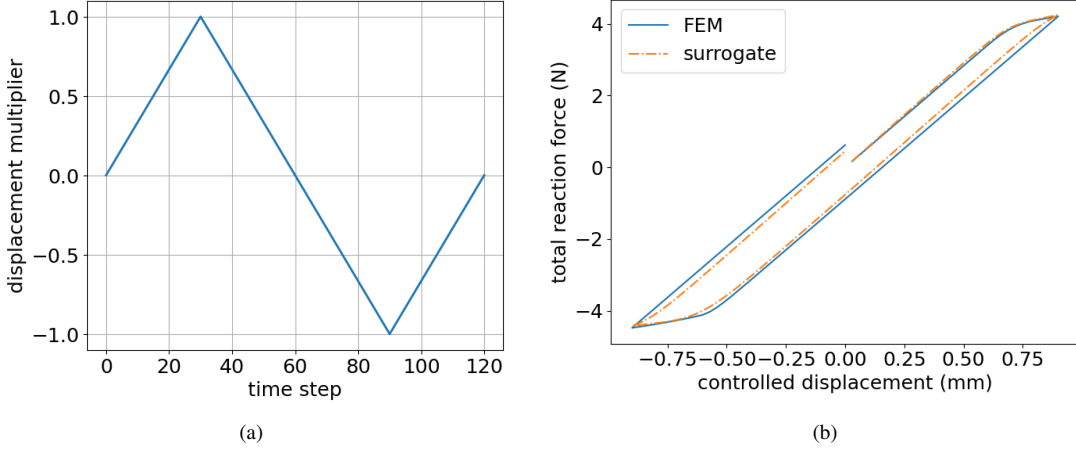 1.0
0.5
0.0
−0.5
−1.0
displacement multiplier
0 20 40 60 80 100 120
time step
(a)
FEM
surrogate
4
2
0
−2
−4
total reaction force (N)
−0.75 −0.50 −0.25 0.00 0.25 0.50 0.75
controlled displacement (mm)
(b)